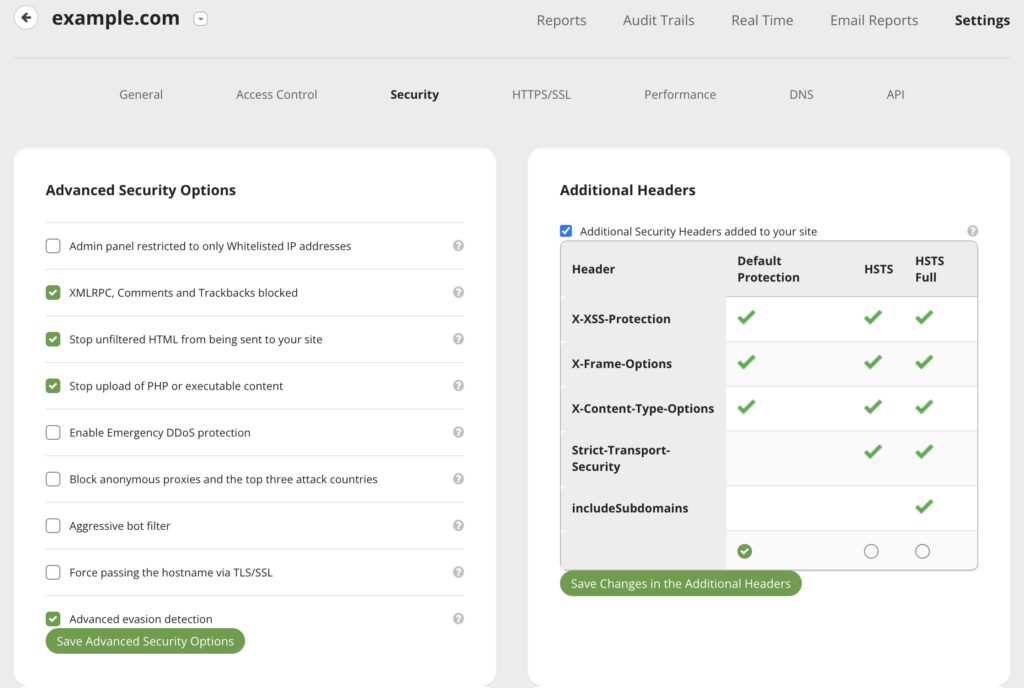 example.com
Reports Audit Trails Real Time Email Reports Settings
General Access Control Security HTTPS/SSL Performance DNS API
Advanced Security Options
Admin panel restricted to only Whitelisted IP addresses ?
XMLRPC, Comments and Trackbacks blocked ?
Stop unfiltered HTML from being sent to your site ?
Stop upload of PHP or executable content ?
Enable Emergency DDoS protection ?
Block anonymous proxies and the top three attack countries ?
Aggressive bot filter ?
Force passing the hostname via TLS/SSL ?
Advanced evasion detection ?
Save Advanced Security Options
Additional Headers
Additional Security Headers added to your site ?
Header Default Protection HSTS HSTS Full
X-XSS-Protection
X-Frame-Options
X-Content-Type-Options
Strict-Transport-
Security
includeSubdomains
Save Changes in the Additional Headers